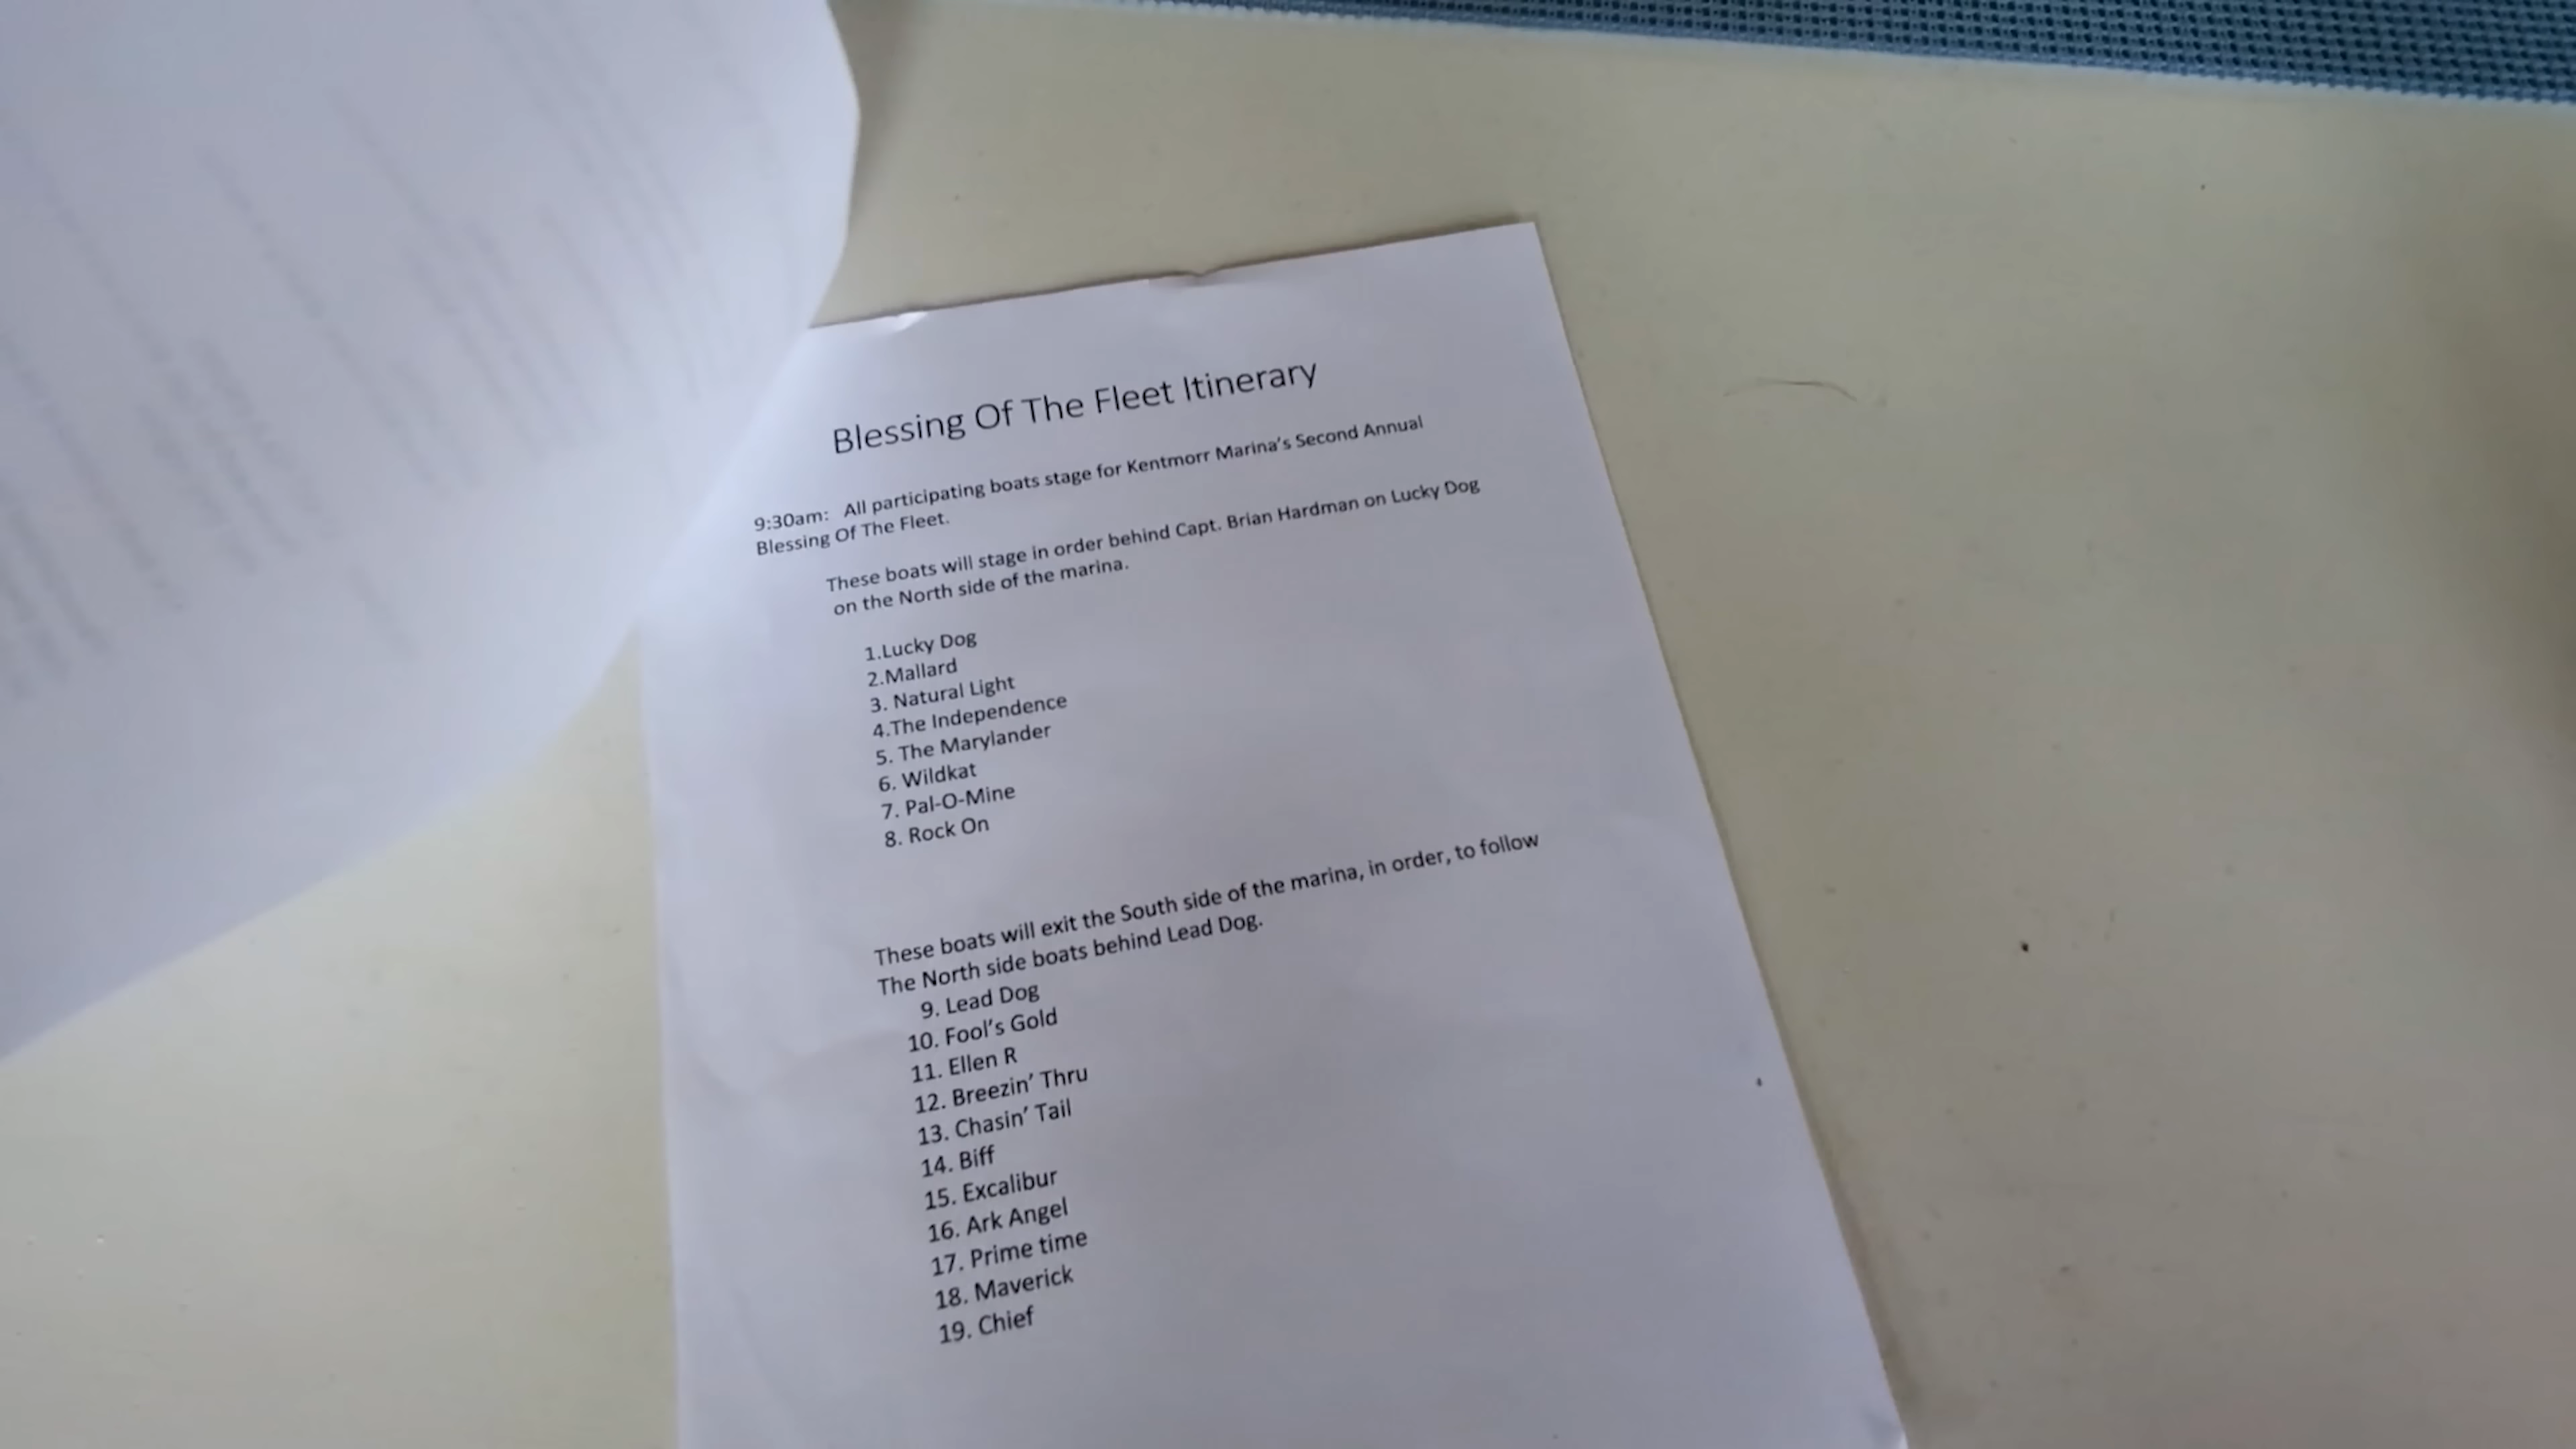 Blessing Of The Fleet Itinerary
9:30am: All participating boats stage for Kentmorr Marina's Second Annual
Blessing Of The Fleet.
These boats will stage in order behind Capt. Brian Hardman on Lucky Dog
on the North side of the marina.
1.Lucky Dog
2.Mallard
3. Natural Light
4.The Independence
5. The Marylander
6. Wildkat
7. Pal-O-Mine
8. Rock On
These boats will exit the South side of the marina, in order, to follow
The North side boats behind Lead Dog.
9. Lead Dog
10. Fool's Gold
11. Ellen R
12. Breezin' Thru
13. Chasin' Tail
14. Biff
15. Excalibur
16. Ark Angel
17. Prime time
18. Maverick
19. Chief